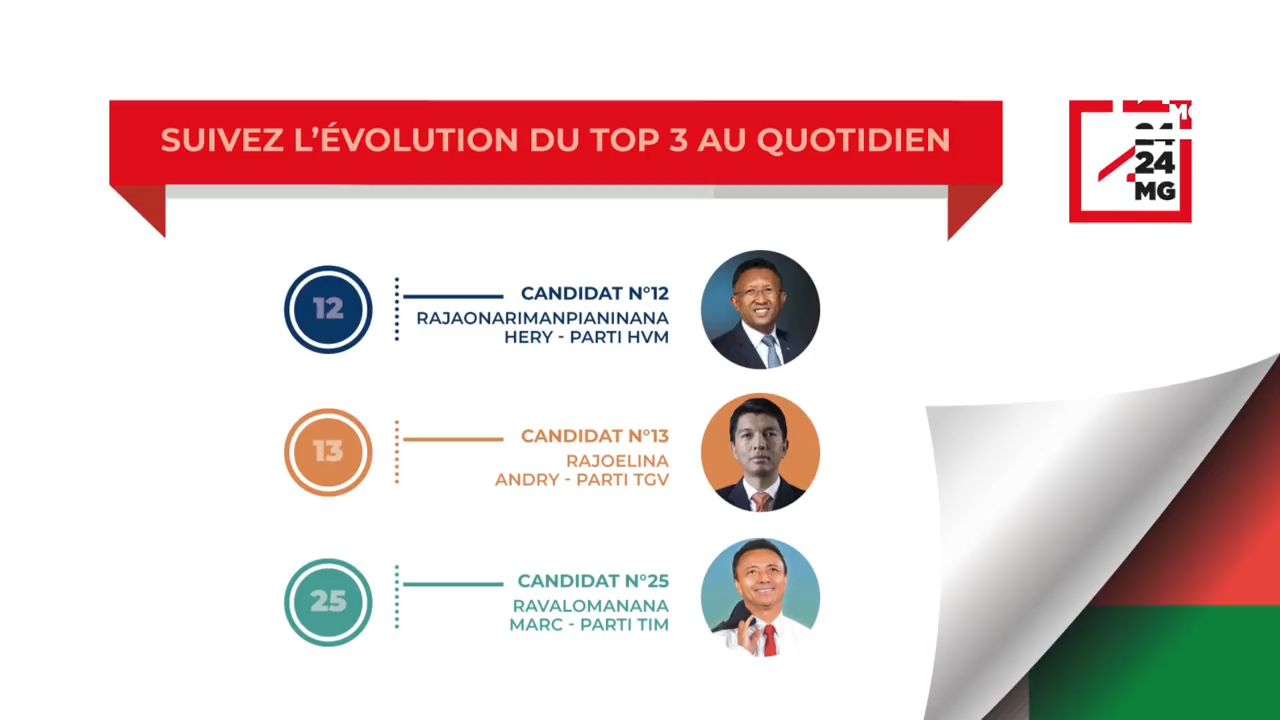 SUIVEZ L'ÉVOLUTION DU TOP 3 AU QUOTIDIEN
24
MG
12
CANDIDAT N°12
RAJAONARIMANPIANINANA
HERY - PARTI HVM
13
CANDIDAT N°13
RAJOELINA
ANDRY - PARTI TGV
25
CANDIDAT N°25
RAVALOMANANA
MARC - PARTI TIM